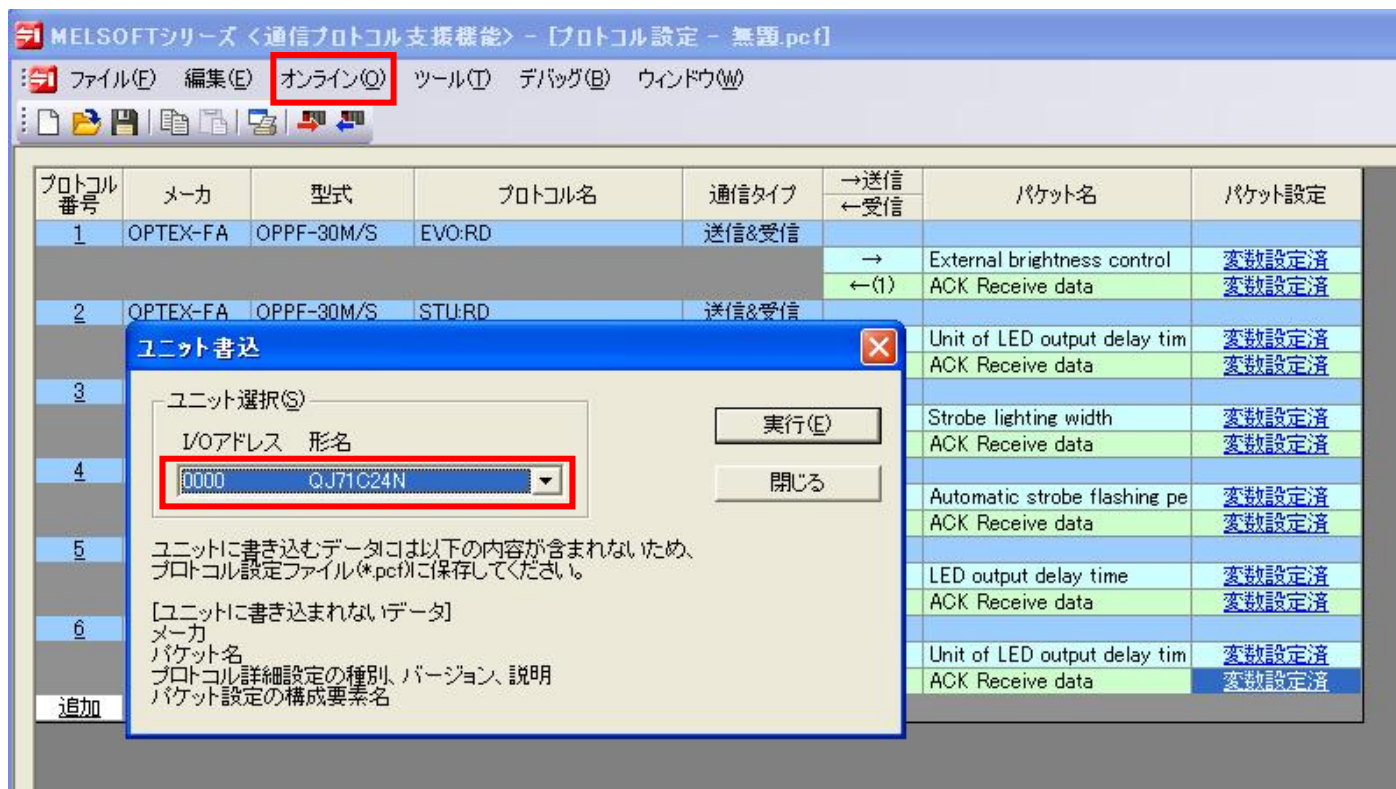 MELSOFTシリーズ <通信プロトコル支援機能> - [プロトコル設定 - 無題.pcf]
ファイル(F) 編集(E) オンライン(O) ツール(T) デバッグ(B) ウィンドウ(W)
プロトコル番号 メーカ 型式 プロトコル名 通信タイプ →送信 ←受信 パケット名 パケット設定
1 OPTEX-FA OPPF-30M/S EVO:RD 送信&受信
→ External brightness control 変数設定済
←(1) ACK Receive data 変数設定済
2 OPTEX-FA OPPF-30M/S STU:RD 送信&受信
Unit of LED output delay tim 変数設定済
ACK Receive data 変数設定済
3
Strobe lighting width 変数設定済
ACK Receive data 変数設定済
4
Automatic strobe flashing pe 変数設定済
ACK Receive data 変数設定済
5
LED output delay time 変数設定済
ACK Receive data 変数設定済
6
Unit of LED output delay tim 変数設定済
ACK Receive data 変数設定済
追加
ユニット書込
ユニット選択(S)
I/Oアドレス 形名
0000 QJ71C24N
実行(E)
閉じる
ユニットに書き込むデータには以下の内容が含まれないため、
プロトコル設定ファイル(*.pcf)に保存してください。
[ユニットに書き込まれないデータ]
メーカ
パケット名
プロトコル詳細設定の種別、バージョン、説明
パケット設定の構成要素名